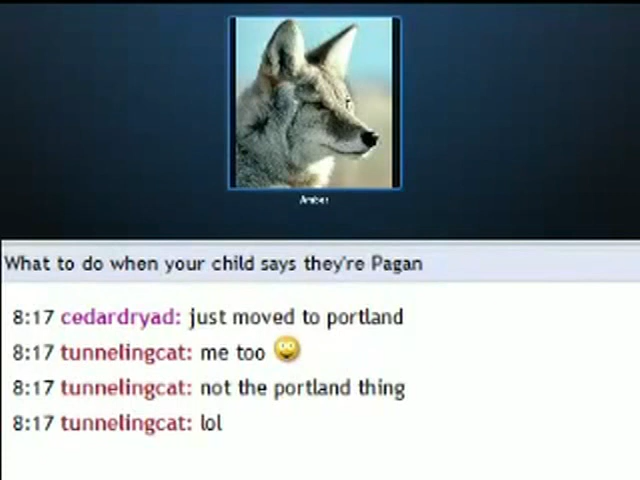 Amber
What to do when your child says they're Pagan
8:17 cedardryad: just moved to portland
8:17 tunnelingcat: me too
8:17 tunnelingcat: not the portland thing
8:17 tunnelingcat: lol